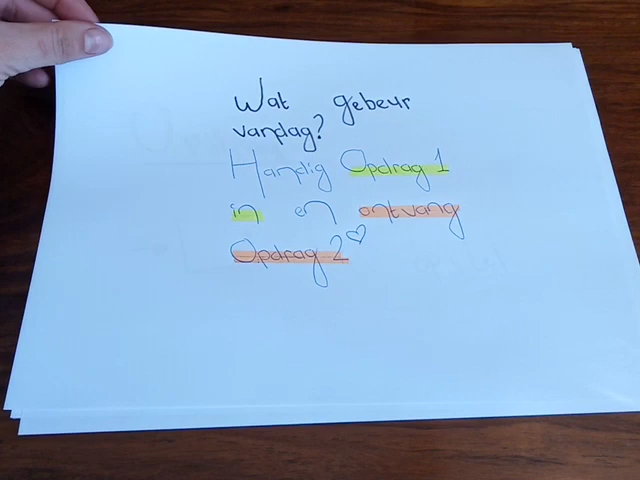 Wat gebeur
vandag?
Handig Opdrag 1
in en ontvang
Opdrag 2♡